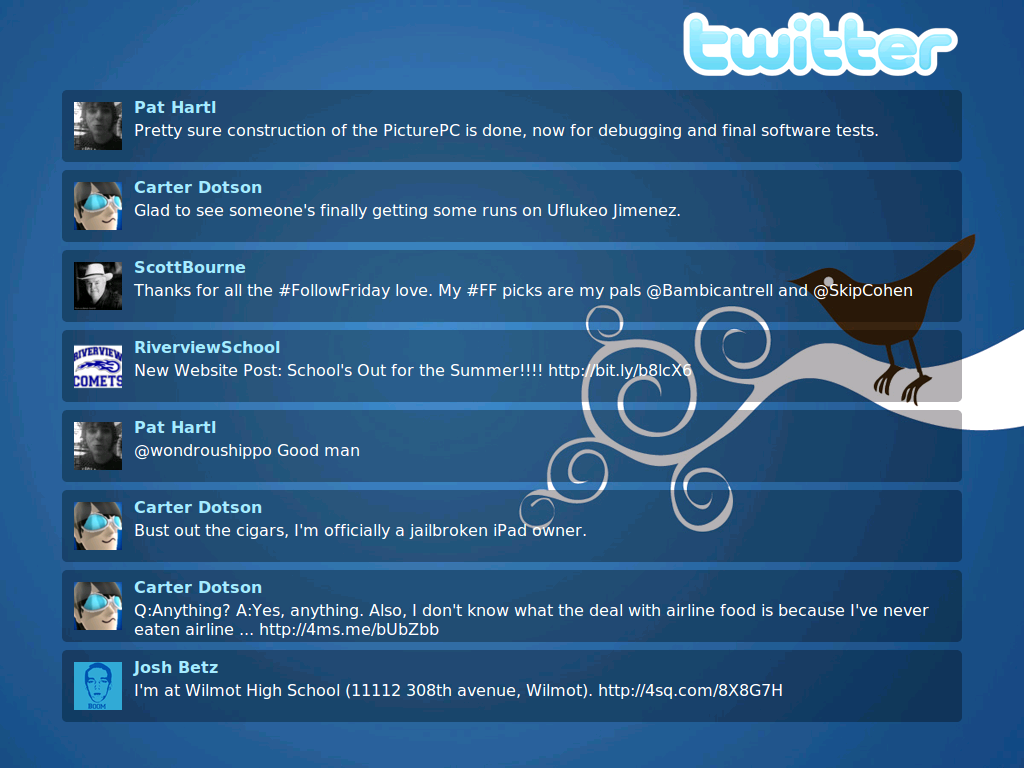 twitter
Pat Hartl
Pretty sure construction of the PicturePC is done, now for debugging and final software tests.
Carter Dotson
Glad to see someone's finally getting some runs on Uflukeo Jimenez.
ScottBourne
Thanks for all the #FollowFriday love. My #FF picks are my pals @Bambicantrell and @SkipCohen
RIVERVIEW
COMETS
RiverviewSchool
New Website Post: School's Out for the Summer!!!! http://bit.ly/b8IcX6
Pat Hartl
@wondroushippo Good man
Carter Dotson
Bust out the cigars, I'm officially a jailbroken iPad owner.
Carter Dotson
Q:Anything? A:Yes, anything. Also, I don't know what the deal with airline food is because I've never
eaten airline ... http://4ms.me/bUbZbb
BOOM
Josh Betz
I'm at Wilmot High School (11112 308th avenue, Wilmot). http://4sq.com/8X8G7H